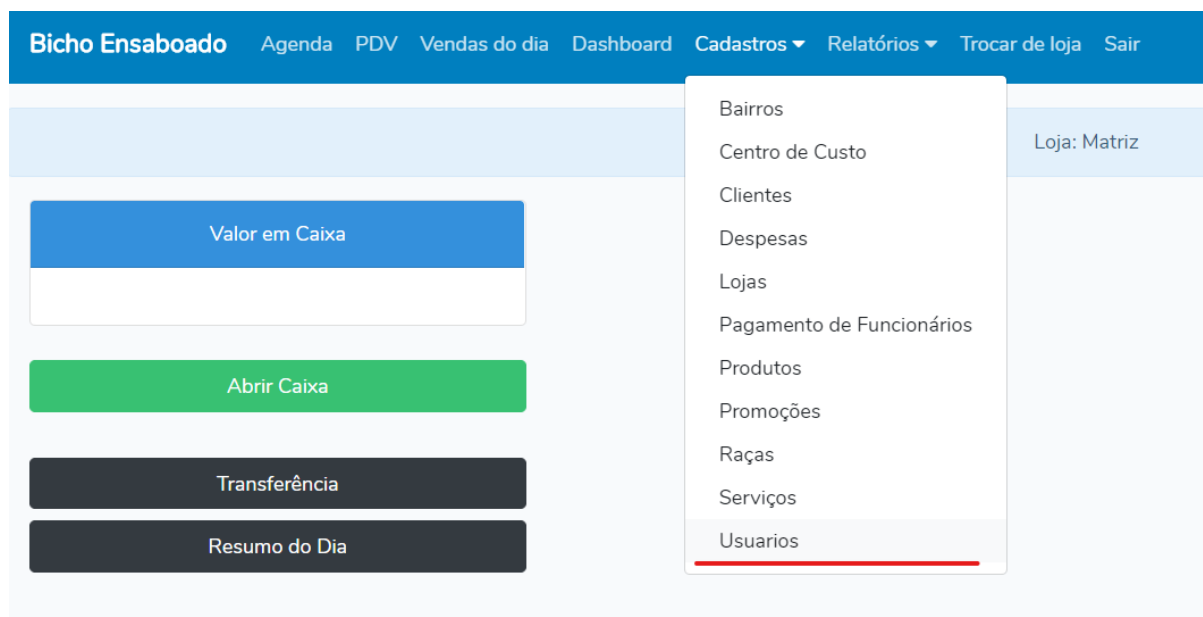 Bicho Ensaboado Agenda PDV Vendas do dia Dashboard Cadastros Relatórios Trocar de loja Sair
Loja: Matriz
Valor em Caixa
Abrir Caixa
Transferência
Resumo do Dia
Bairros
Centro de Custo
Clientes
Despesas
Lojas
Pagamento de Funcionários
Produtos
Promoções
Raças
Serviços
Usuarios